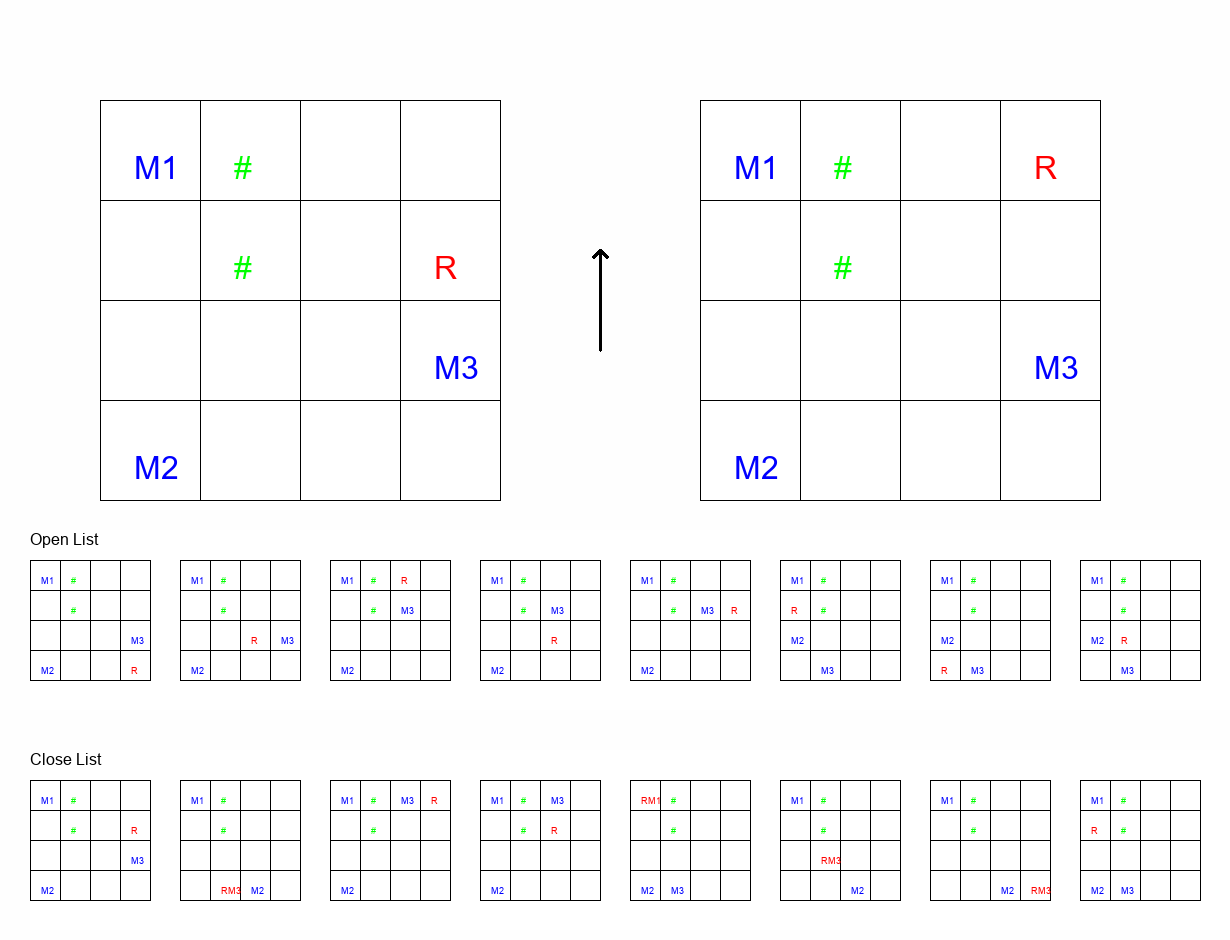 M1 # M1 # R
# R #
M3 M3
M2 M2
Open List
M1 # M1 # M1 # R M1 # M1 # M1 # M1 # M1 #
# # # M3 # M3 # M3 R R # # #
M3 R M3 R M2 M2 M2 R
M2 R M2 M2 M2 M2 M3 R M3 M3
Close List
M1 # M1 # M1 # M3 R M1 # M3 RM1 # M1 # M1 # M1 #
# R # # # R # # # R #
M3 RM3
M2 RM3 M2 M2 M2 M2 M3 M2 M2 RM3 M2 M3